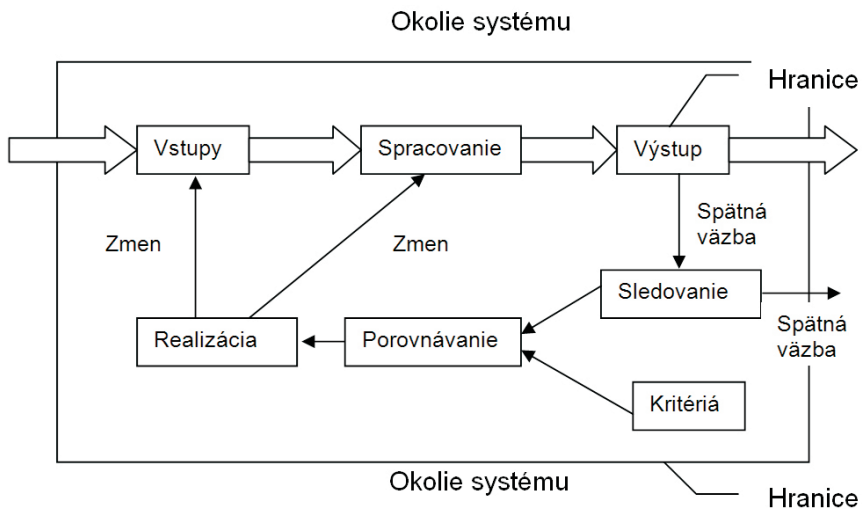 Okolie systému
Hranice
Vstupy
Spracovanie
Výstup
Zmen
Zmen
Spätná
väzba
Sledovanie
Spätná
väzba
Realizácia
Porovnávanie
Kritériá
Okolie systému
Hranice